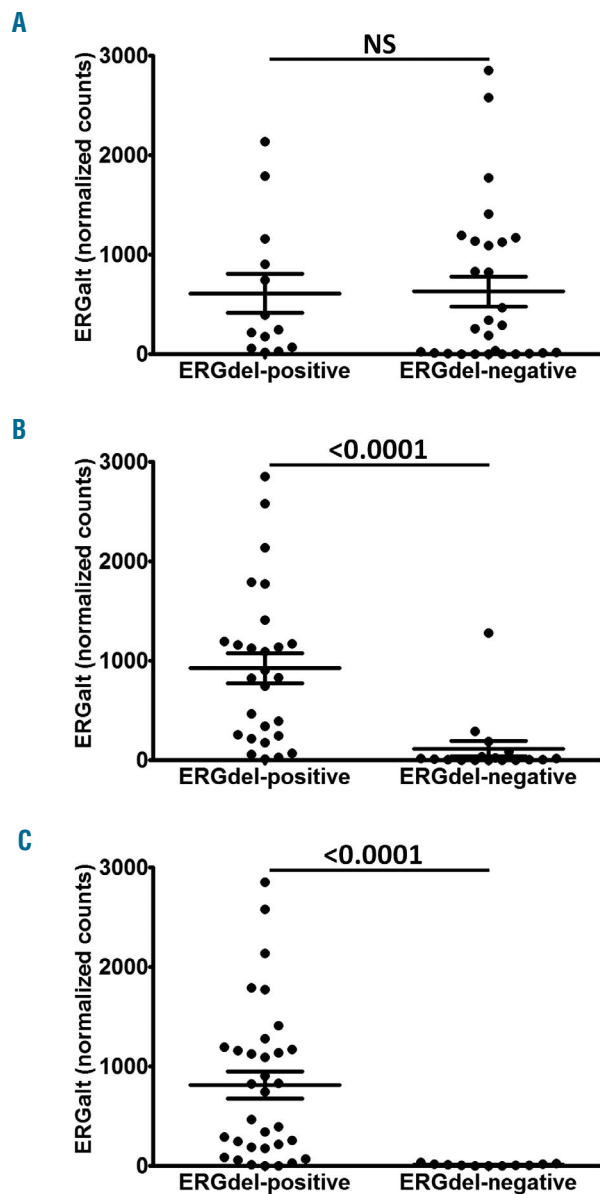 A
NS
ERGalt (normalized counts)
3000
2000
1000
0
ERGdel-positive ERGdel-negative
B
<0.0001
ERGalt (normalized counts)
3000
2000
1000
0
ERGdel-positive ERGdel-negative
C
<0.0001
ERGalt (normalized counts)
3000
2000
1000
0
ERGdel-positive ERGdel-negative